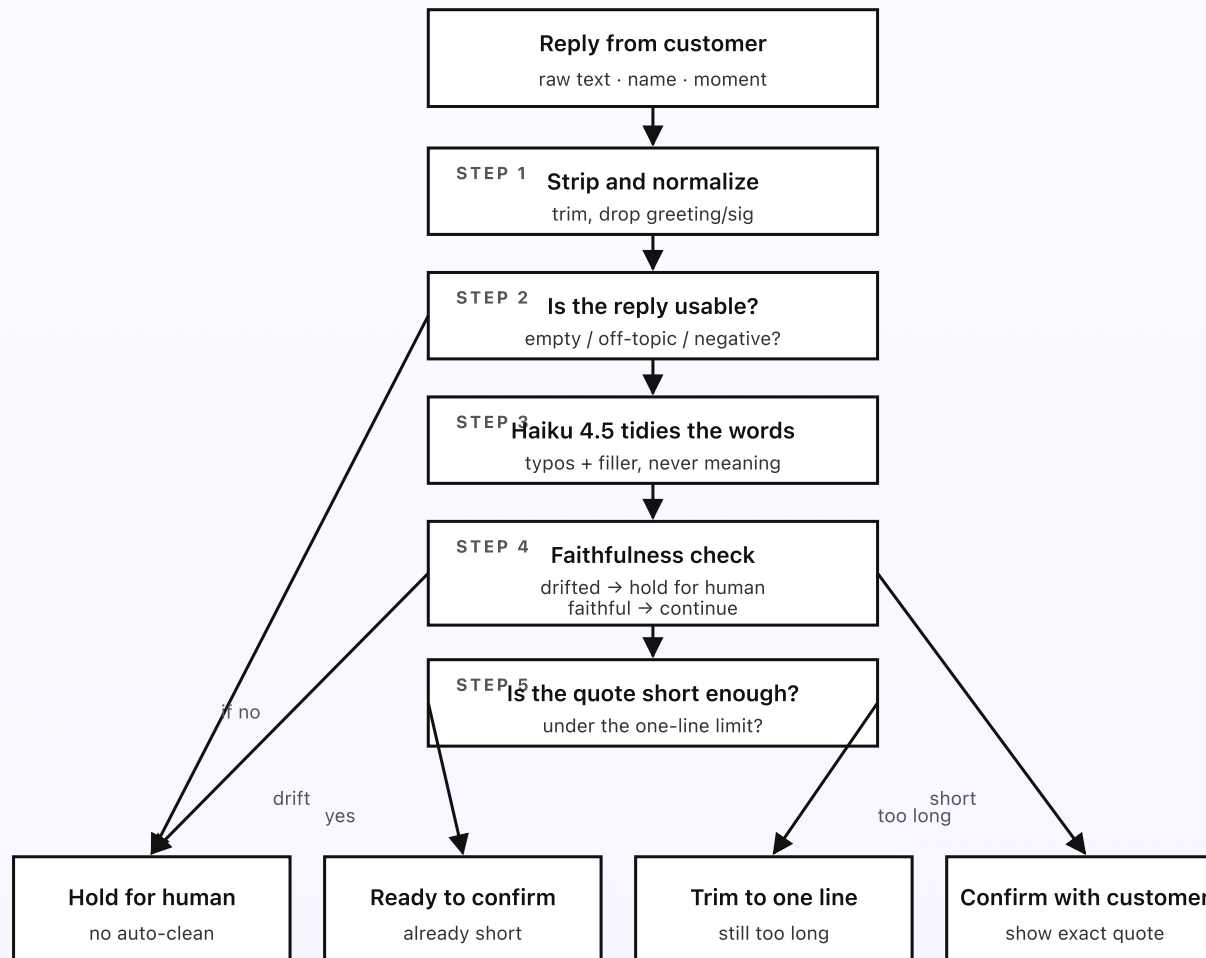 Reply from customer
raw text · name · moment
STEP 1
Strip and normalize
trim, drop greeting/sig
STEP 2
Is the reply usable?
empty / off-topic / negative?
STEP 3
Haiku 4.5 tidies the words
typos + filler, never meaning
STEP 4
Faithfulness check
drifted → hold for human
faithful → continue
STEP 5
Is the quote short enough?
under the one-line limit?
if no
drift
yes
short
too long
Hold for human
no auto-clean
Ready to confirm
already short
Trim to one line
still too long
Confirm with customer
show exact quote